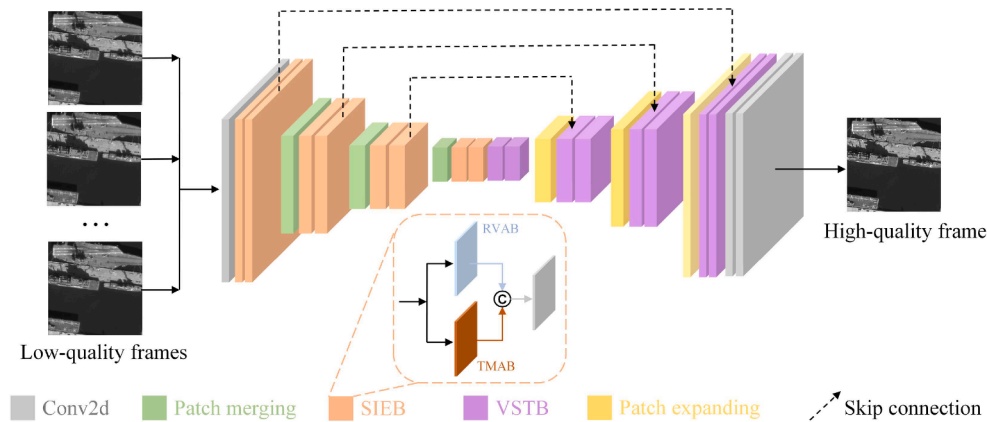 ...
High-quality frame
RVAB
C
TMAB
Low-quality frames
Conv2d
Patch merging
SIEB
VSTB
Patch expanding
Skip connection